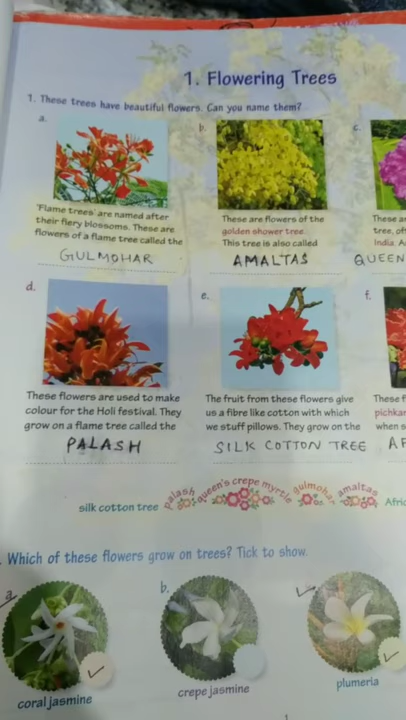 1. Flowering Trees
1. These trees have beautiful flowers. Can you name them?
a.
b.
c.
'Flame trees' are named after
their fiery blossoms. These are
flowers of a flame tree called the
GULMOHAR
These are flowers of the
golden shower tree.
This tree is also called
AMALTAS
These a
tree, of
India. A
QUEEN
d.
e.
f.
These flowers are used to make
colour for the Holi festival. They
grow on a flame tree called the
PALASH
The fruit from these flowers give
us a fibre like cotton with which
we stuff pillows. They grow on the
SILK COTTON TREE
These f
pichkar
when s
AF
silk cotton tree palash queen's crepe myrtle gulmohar amaltas Afric
. Which of these flowers grow on trees? Tick to show.
a.
b.
coral jasmine
crepe jasmine
plumeria